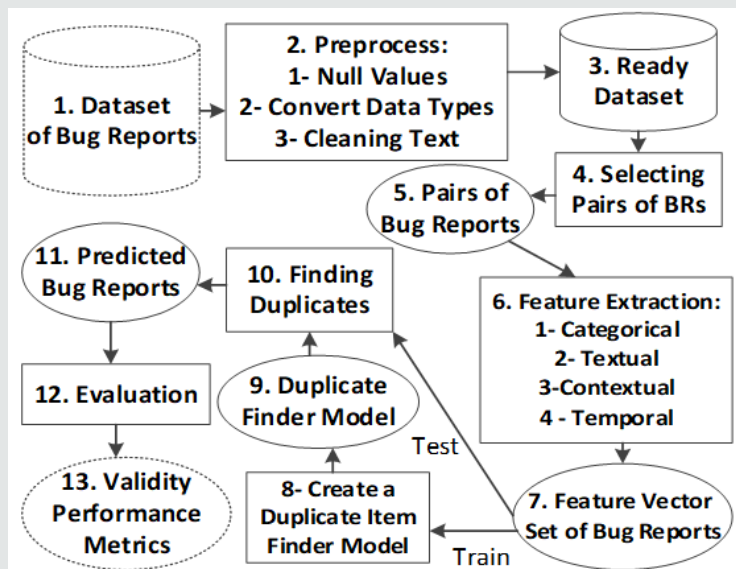 1. Dataset
of Bug Reports
2. Preprocess:
1- Null Values
2- Convert Data Types
3- Cleaning Text
3. Ready
Dataset
4. Selecting
Pairs of BRs
5. Pairs of
Bug Reports
6. Feature Extraction:
1- Categorical
2- Textual
3-Contextual
4 - Temporal
7. Feature Vector
Set of Bug Reports
Train
Test
8- Create a
Duplicate Item
Finder Model
9. Duplicate
Finder Model
10. Finding
Duplicates
11. Predicted
Bug Reports
12. Evaluation
13. Validity
Performance
Metrics